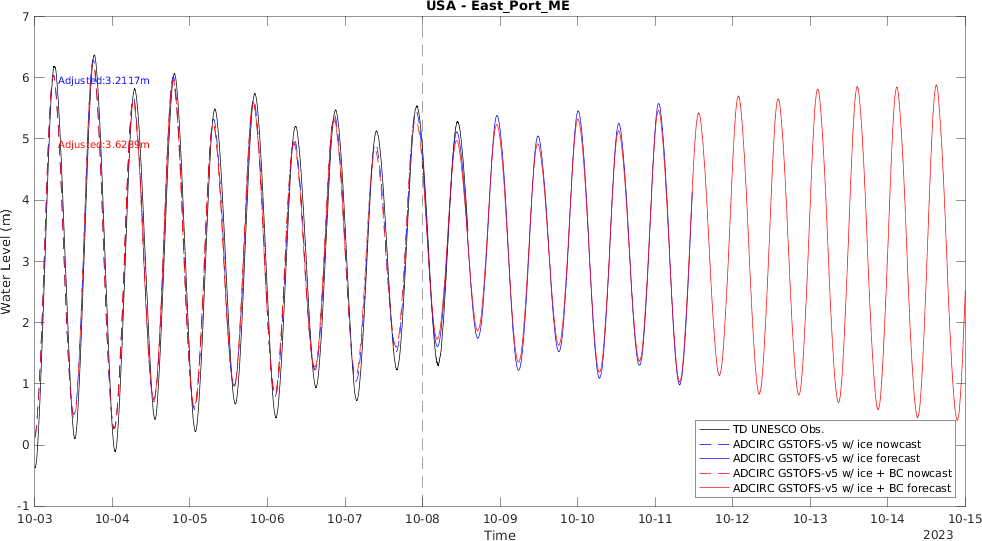 USA - East_Port_ME
7
6
5
4
3
2
1
0
-1
Water Level (m)
Adjusted:3.2117m
Adjusted:3.6289m
TD UNESCO Obs.
ADCIRC GSTOFS-v5 w/ ice nowcast
ADCIRC GSTOFS-v5 w/ ice forecast
ADCIRC GSTOFS-v5 w/ ice + BC nowcast
ADCIRC GSTOFS-v5 w/ ice + BC forecast
10-03 10-04 10-05 10-06 10-07 10-08 10-09 10-10 10-11 10-12 10-13 10-14 10-15
Time
2023